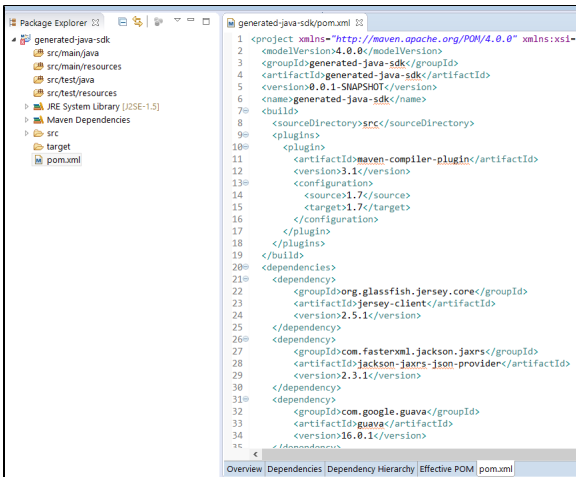 Package Explorer
generated-java-sdk
src/main/java
src/main/resources
src/test/java
src/test/resources
JRE System Library [J2SE-1.5]
Maven Dependencies
src
target
pom.xml
generated-java-sdk/pom.xml
1 <project xmlns="http://maven.apache.org/POM/4.0.0" xmlns:xsi=
2 <modelVersion>4.0.0</modelVersion>
3 <groupId>generated-java-sdk</groupId>
4 <artifactId>generated-java-sdk</artifactId>
5 <version>0.0.1-SNAPSHOT</version>
6 <name>generated-java-sdk</name>
7 <build>
8 <sourceDirectory>src</sourceDirectory>
9 <plugins>
10 <plugin>
11 <artifactId>maven-compiler-plugin</artifactId>
12 <version>3.1</version>
13 <configuration>
14 <source>1.7</source>
15 <target>1.7</target>
16 </configuration>
17 </plugin>
18 </plugins>
19 </build>
20 <dependencies>
21 <dependency>
22 <groupId>org.glassfish.jersey.core</groupId>
23 <artifactId>jersey-client</artifactId>
24 <version>2.5.1</version>
25 </dependency>
26 <dependency>
27 <groupId>com.fasterxml.jackson.jaxrs</groupId>
28 <artifactId>jackson-jaxrs-json-provider</artifactId>
29 <version>2.3.1</version>
30 </dependency>
31 <dependency>
32 <groupId>com.google.guava</groupId>
33 <artifactId>guava</artifactId>
34 <version>16.0.1</version>
35 </dependency>
Overview Dependencies Dependency Hierarchy Effective POM pom.xml